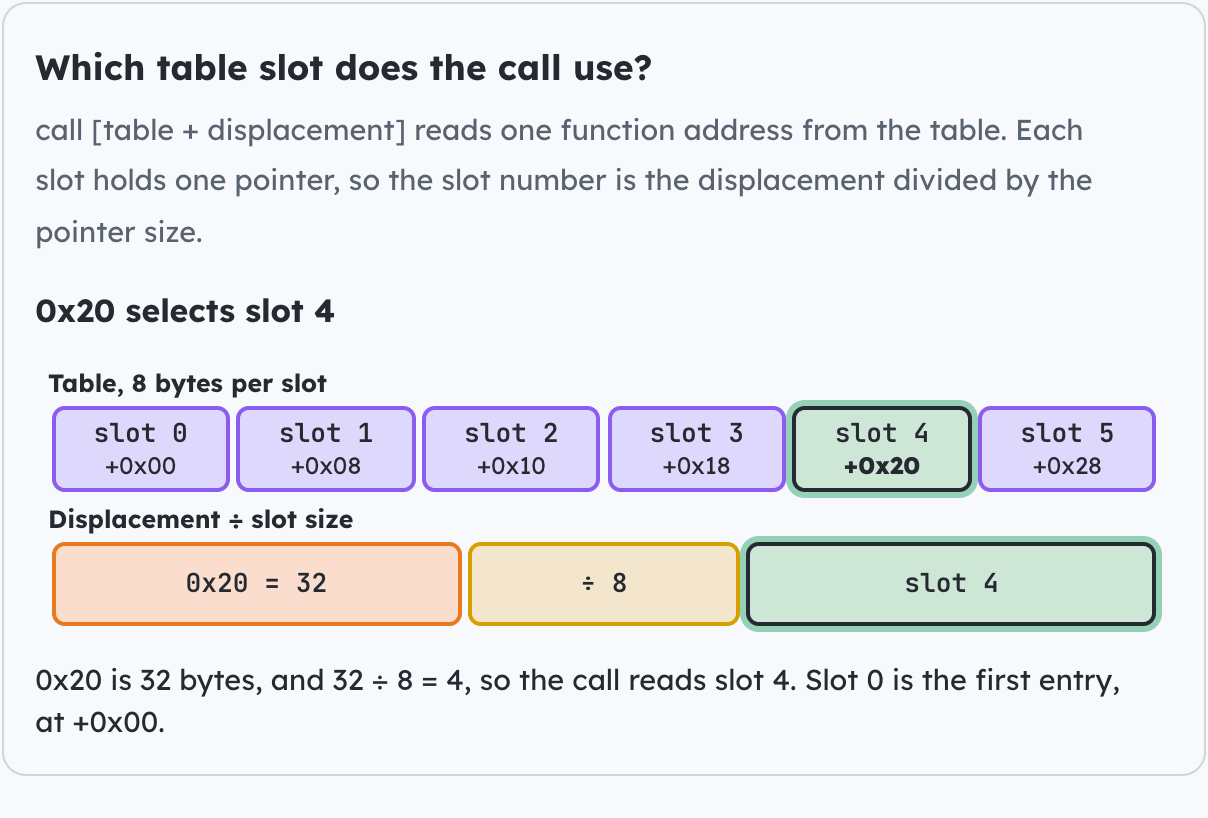 Which table slot does the call use?
call [table + displacement] reads one function address from the table. Each
slot holds one pointer, so the slot number is the displacement divided by the
pointer size.
0x20 selects slot 4
Table, 8 bytes per slot
slot 0 slot 1 slot 2 slot 3 slot 4 slot 5
+0x00 +0x08 +0x10 +0x18 +0x20 +0x28
Displacement ÷ slot size
0x20 = 32 ÷ 8 slot 4
0x20 is 32 bytes, and 32 ÷ 8 = 4, so the call reads slot 4. Slot 0 is the first entry,
at +0x00.